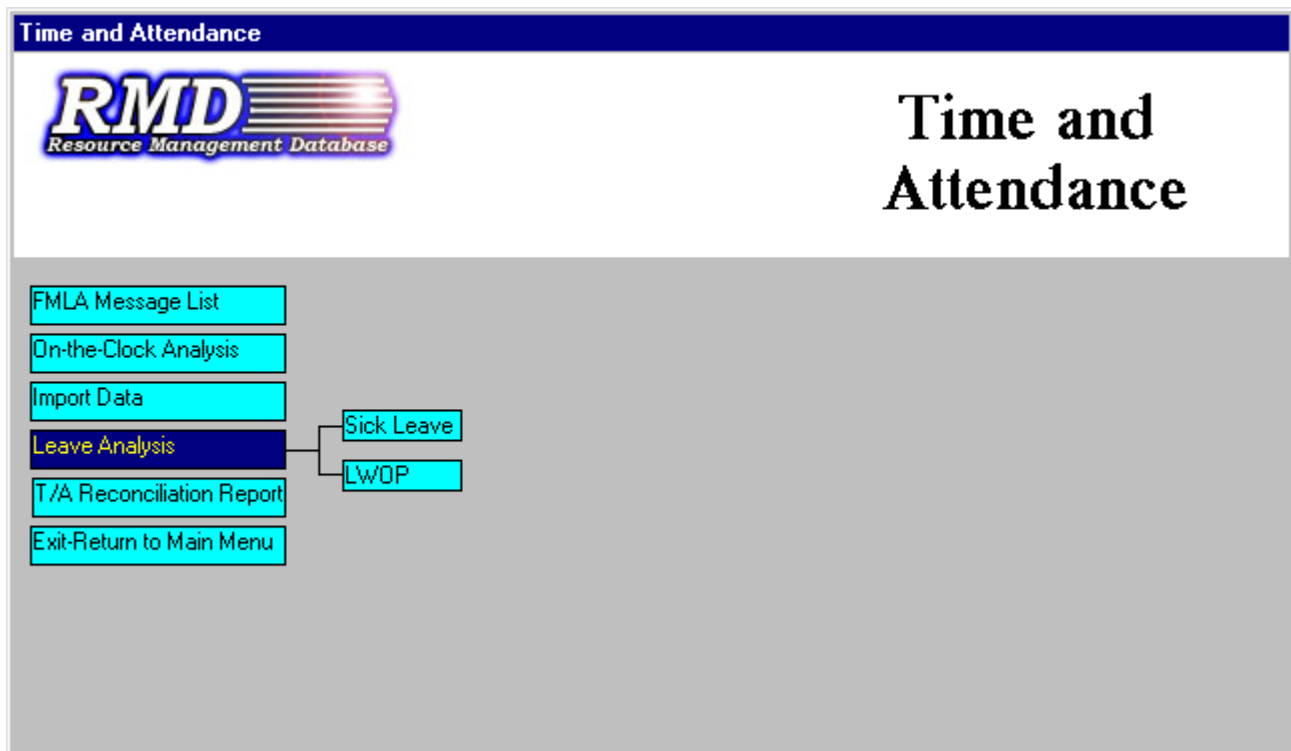 Time and Attendance
RMD
Resource Management Database
Time and
Attendance
FMLA Message List
On-the-Clock Analysis
Import Data
Leave Analysis
Sick Leave
LWOP
T/A Reconciliation Report
Exit-Return to Main Menu